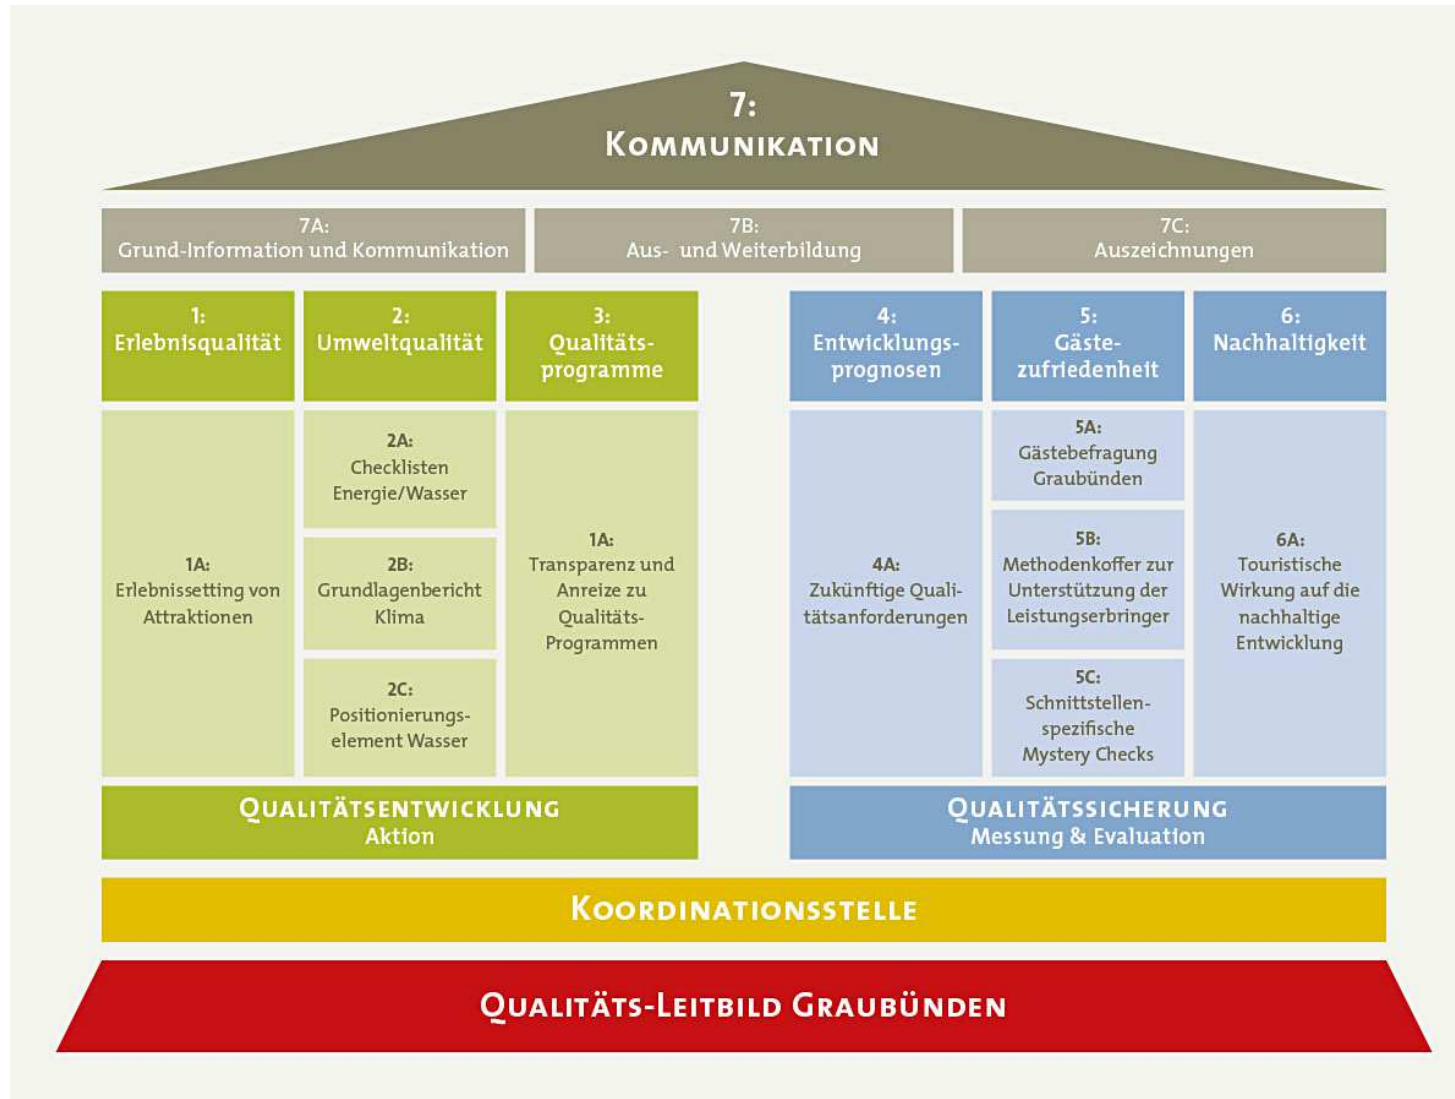 7:
KOMMUNIKATION
7A:
Grund-Information und Kommunikation
7B:
Aus- und Weiterbildung
7C:
Auszeichnungen
1:
Erlebnisqualität
2:
Umweltqualität
3:
Qualitäts-
programme
4:
Entwicklungs-
prognosen
5:
Gäste-
zufriedenheit
6:
Nachhaltigkeit
1A:
Erlebnissetting von
Attraktionen
2A:
Checklisten
Energie/Wasser
2B:
Grundlagenbericht
Klima
2C:
Positionierungs-
element Wasser
1A:
Transparenz und
Anreize zu
Qualitäts-
Programmen
4A:
Zukünftige Quali-
tätsanforderungen
5A:
Gästebefragung
Graubünden
5B:
Methodenkoffer zur
Unterstützung der
Leistungserbringer
5C:
Schnittstellen-
spezifische
Mystery Checks
6A:
Touristische
Wirkung auf die
nachhaltige
Entwicklung
QUALITÄTSENTWICKLUNG
Aktion
QUALITÄTSSICHERUNG
Messung & Evaluation
KOORDINATIONSSTELLE
QUALITÄTS-LEITBILD GRAUBÜNDEN